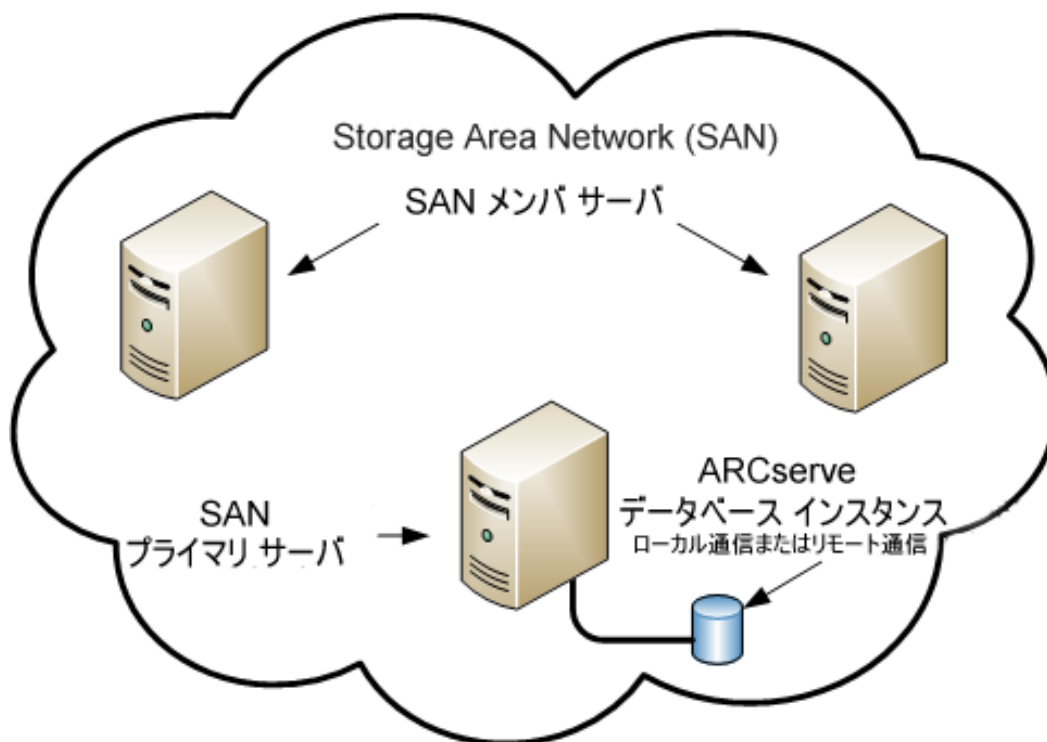 Storage Area Network (SAN)
SAN メンバ サーバ
SAN
プライマリ サーバ
ARCserve
データベース インスタンス
ローカル通信またはリモート通信